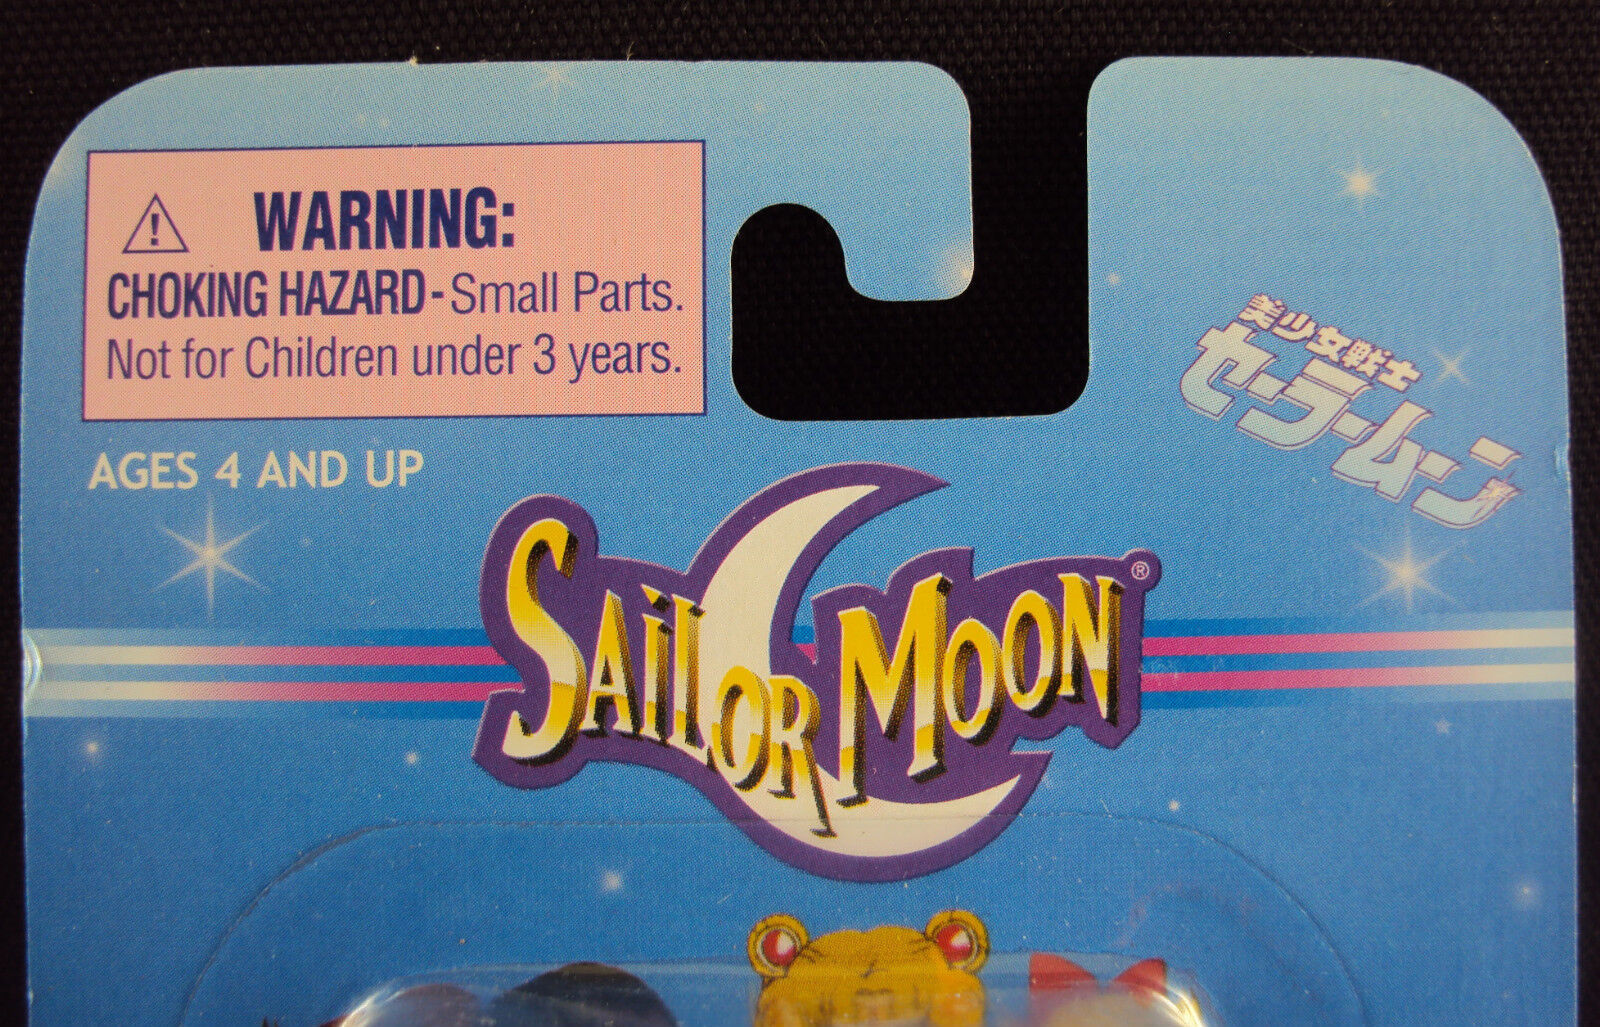 WARNING:
CHOKING HAZARD - Small Parts.
Not for Children under 3 years.
AGES 4 AND UP
美少女戦士
セーラームーン
SAILOR MOON®